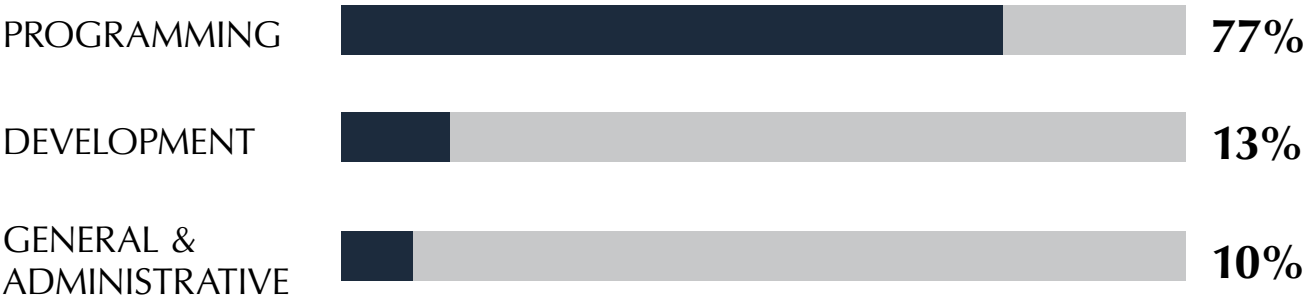 PROGRAMMING 77%
DEVELOPMENT 13%
GENERAL &
ADMINISTRATIVE 10%